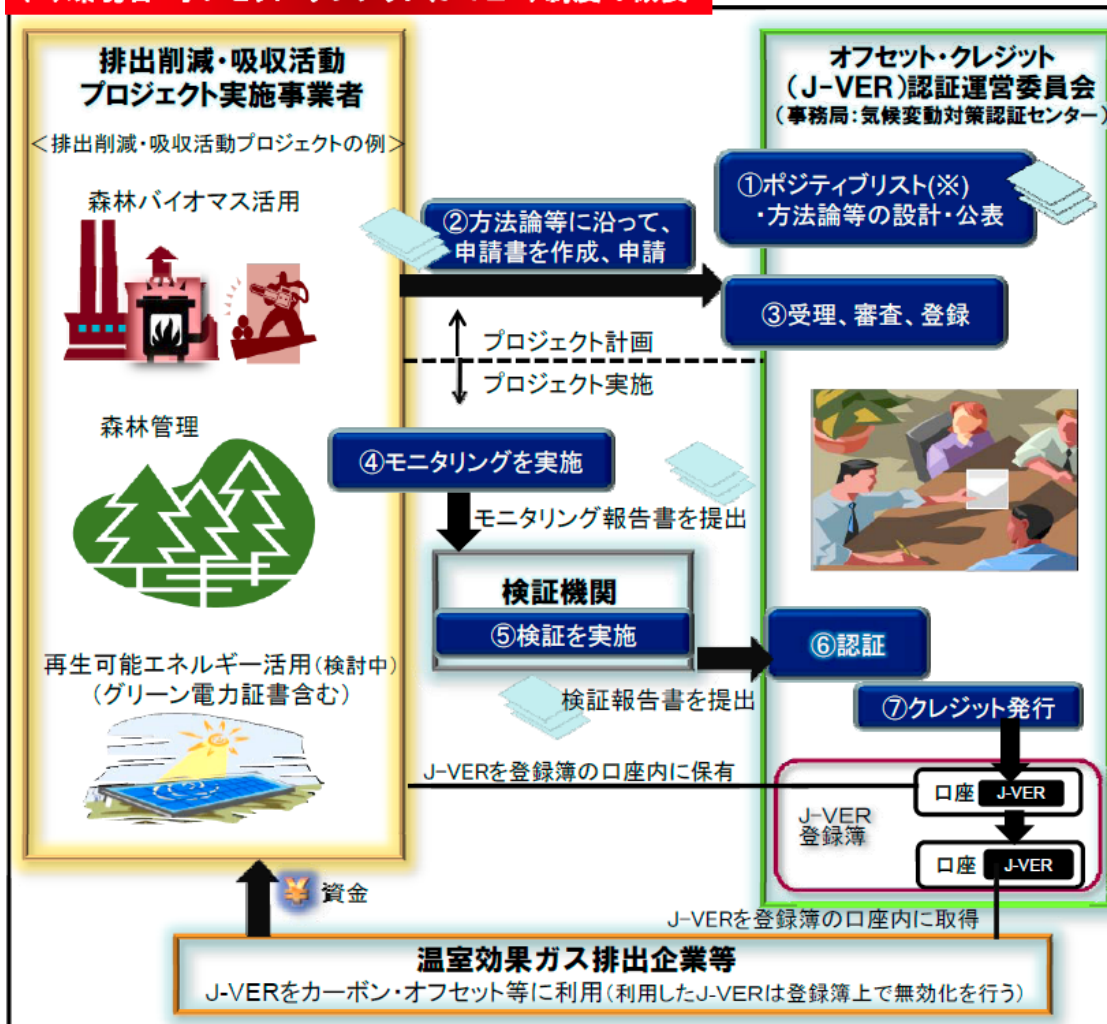 排出削減・吸収活動
プロジェクト実施事業者
<排出削減・吸収活動プロジェクトの例>
森林バイオマス活用
森林管理
再生可能エネルギー活用(検討中)
(グリーン電力証書含む)
オフセット・クレジット
(J-VER)認証運営委員会
(事務局:気候変動対策認証センター)
①ポジティブリスト(※)
・方法論等の設計・公表
②方法論等に沿って、
申請書を作成、申請
③受理、審査、登録
プロジェクト計画
プロジェクト実施
④モニタリングを実施
モニタリング報告書を提出
検証機関
⑤検証を実施
検証報告書を提出
⑥認証
⑦クレジット発行
J-VERを登録簿の口座内に保有
J-VER
登録簿
口座 J-VER
口座 J-VER
J-VERを登録簿の口座内に取得
¥ 資金
温室効果ガス排出企業等
J-VERをカーボン・オフセット等に利用(利用したJ-VERは登録簿上で無効化を行う)